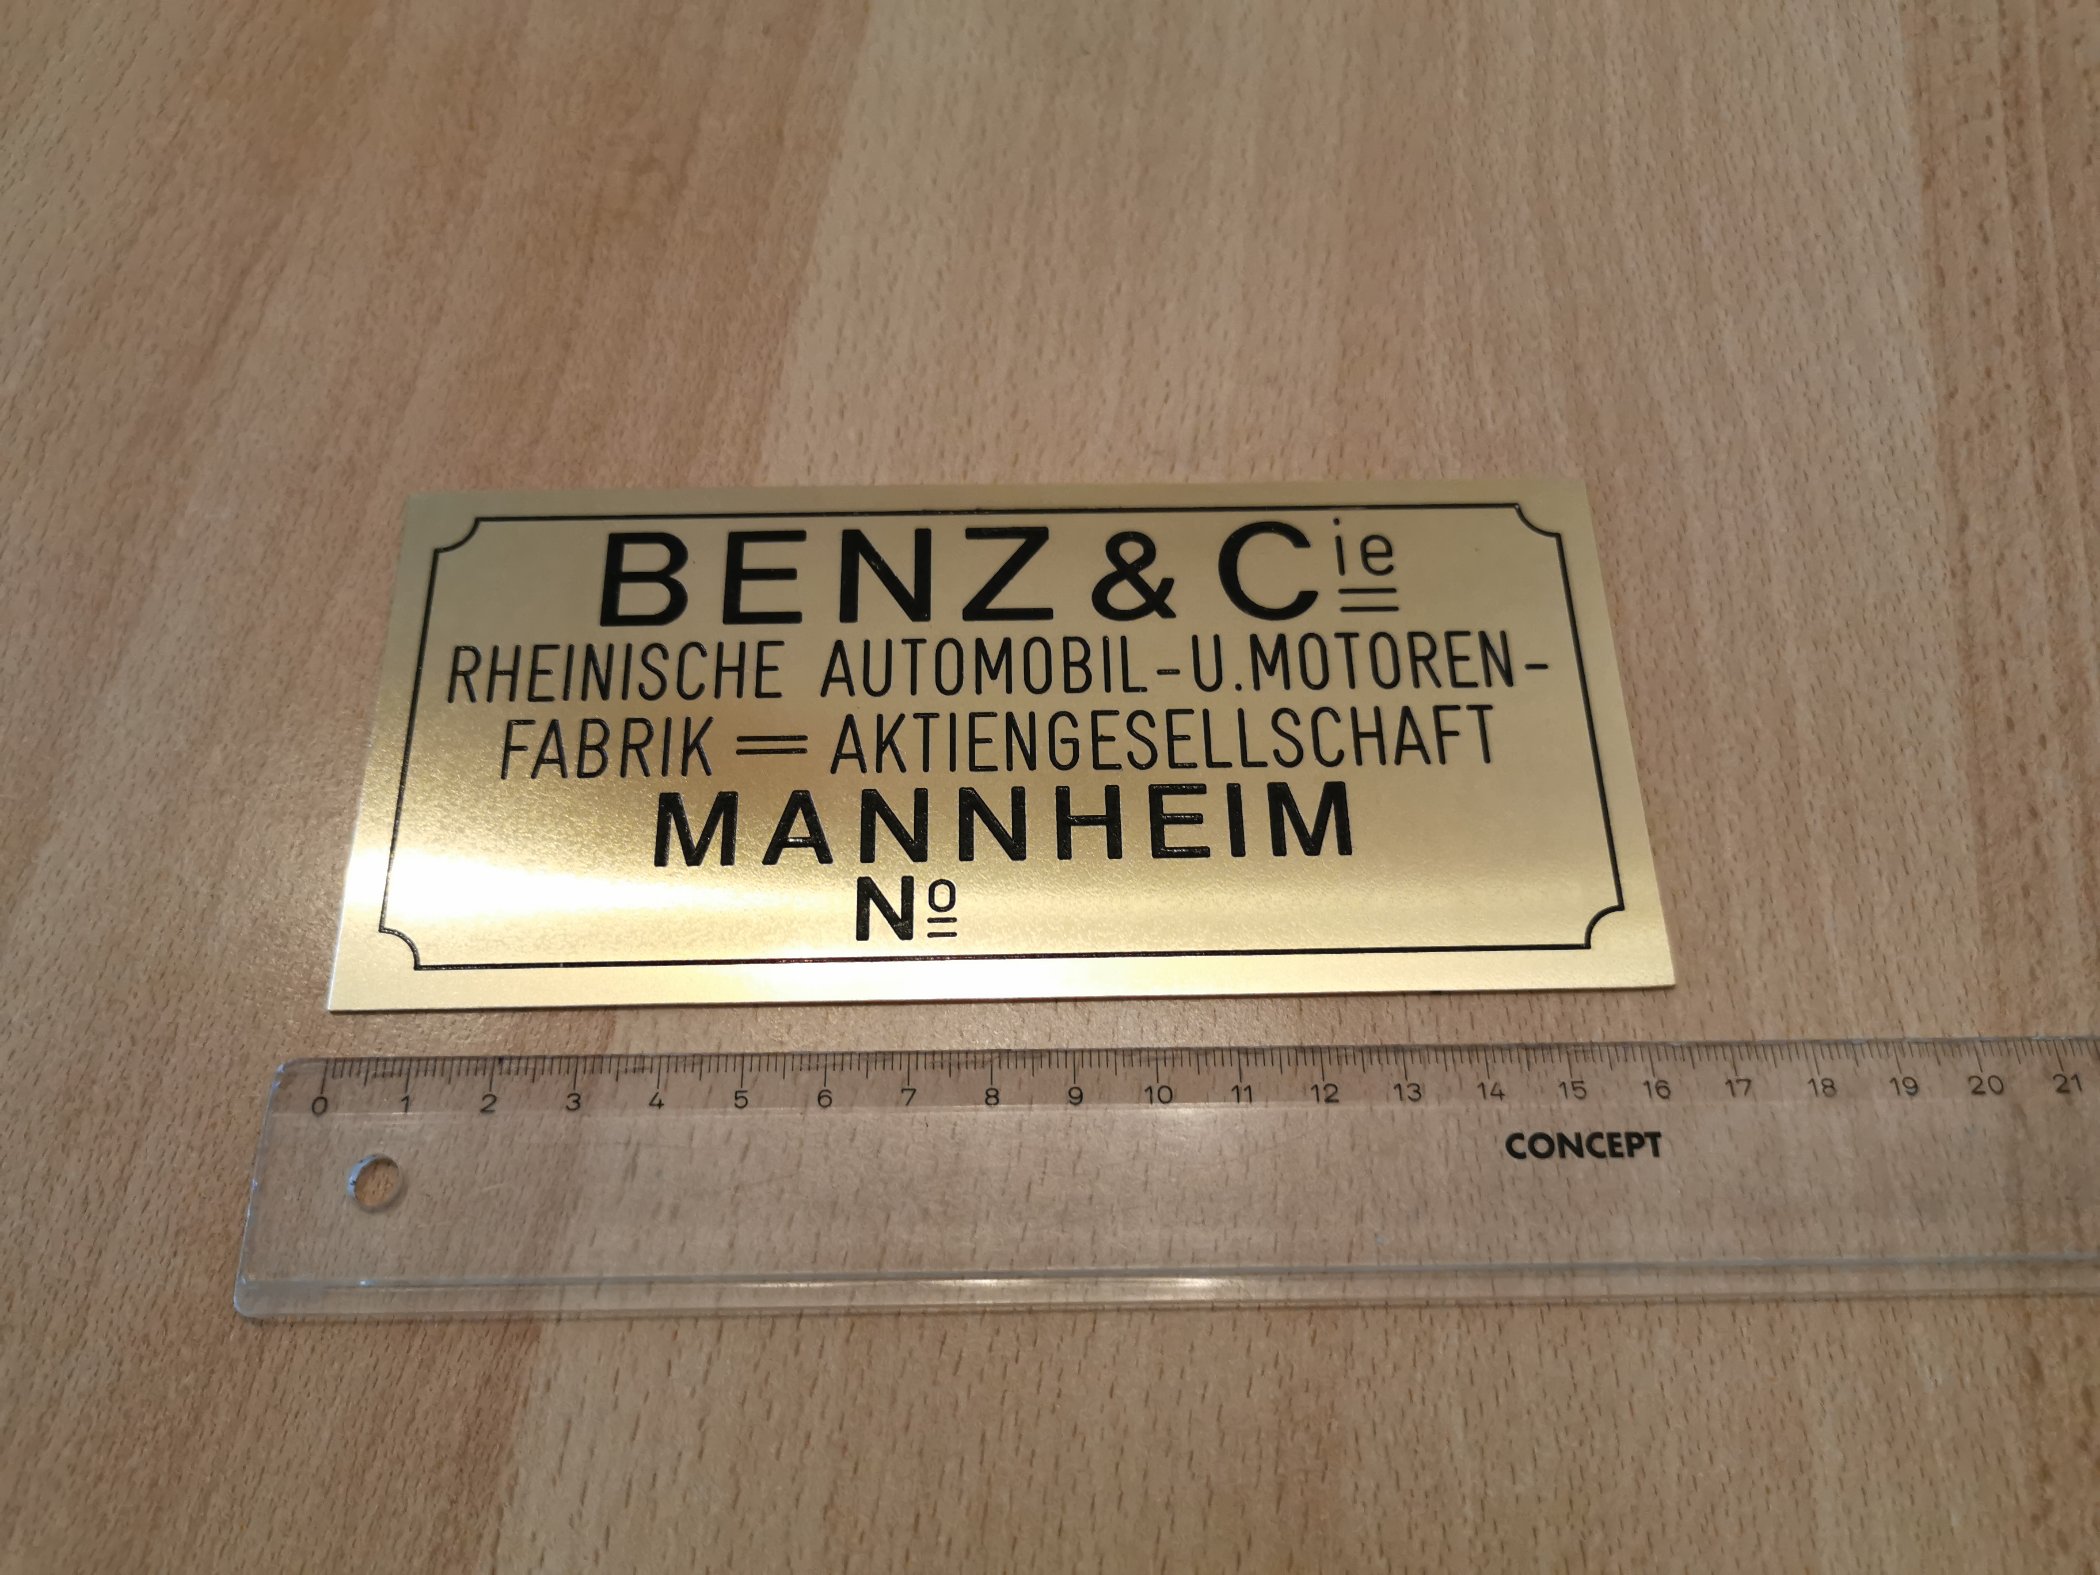 BENZ & Cie
RHEINISCHE AUTOMOBIL-U.MOTOREN-
FABRIK = AKTIENGESELLSCHAFT
MANNHEIM
No
0 1 2 3 4 5 6 7 8 9 10 11 12 13 14 15 16 17 18 19 20 21
CONCEPT